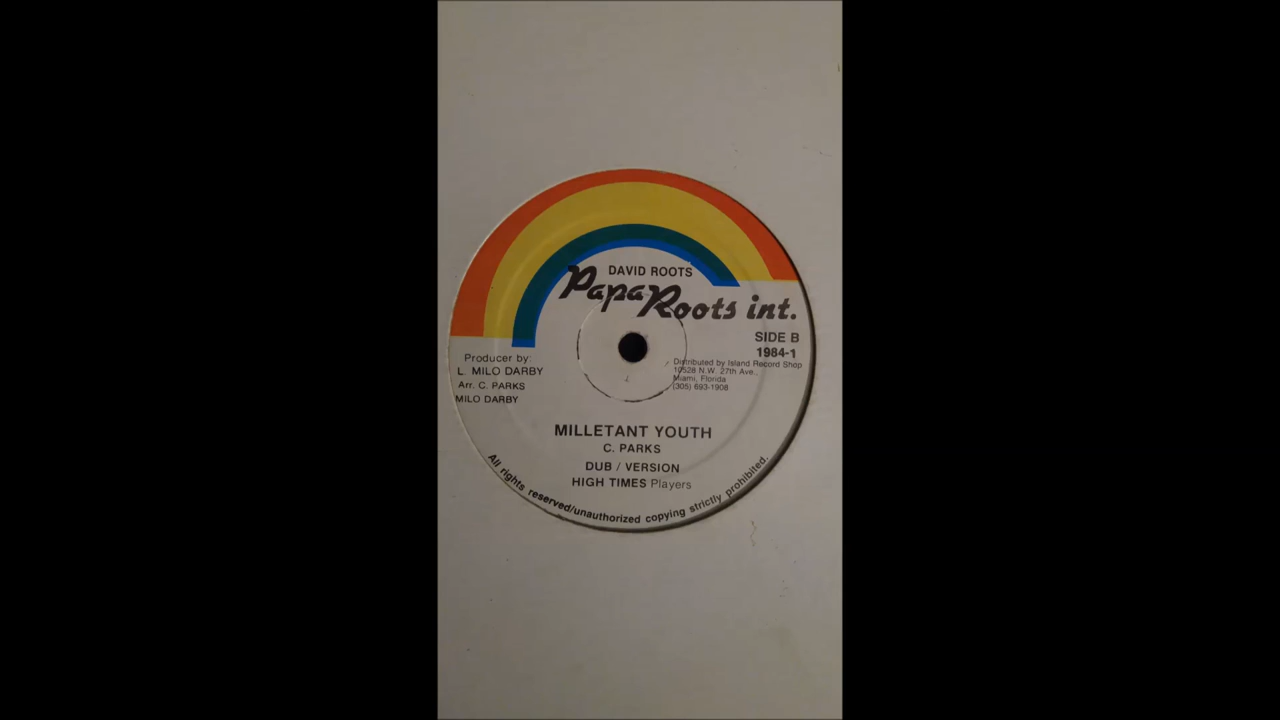 DAVID ROOTS
Papa Roots int.
SIDE B
1984-1
Distributed by Island Record Shop
10528 N.W. 27th Ave.,
Miami, Florida
(305) 693-1908
Producer by:
L. MILO DARBY
Arr. C. PARKS
MILO DARBY
MILLETANT YOUTH
C. PARKS
DUB / VERSION
HIGH TIMES Players
All rights reserved/unauthorized copying strictly prohibited.